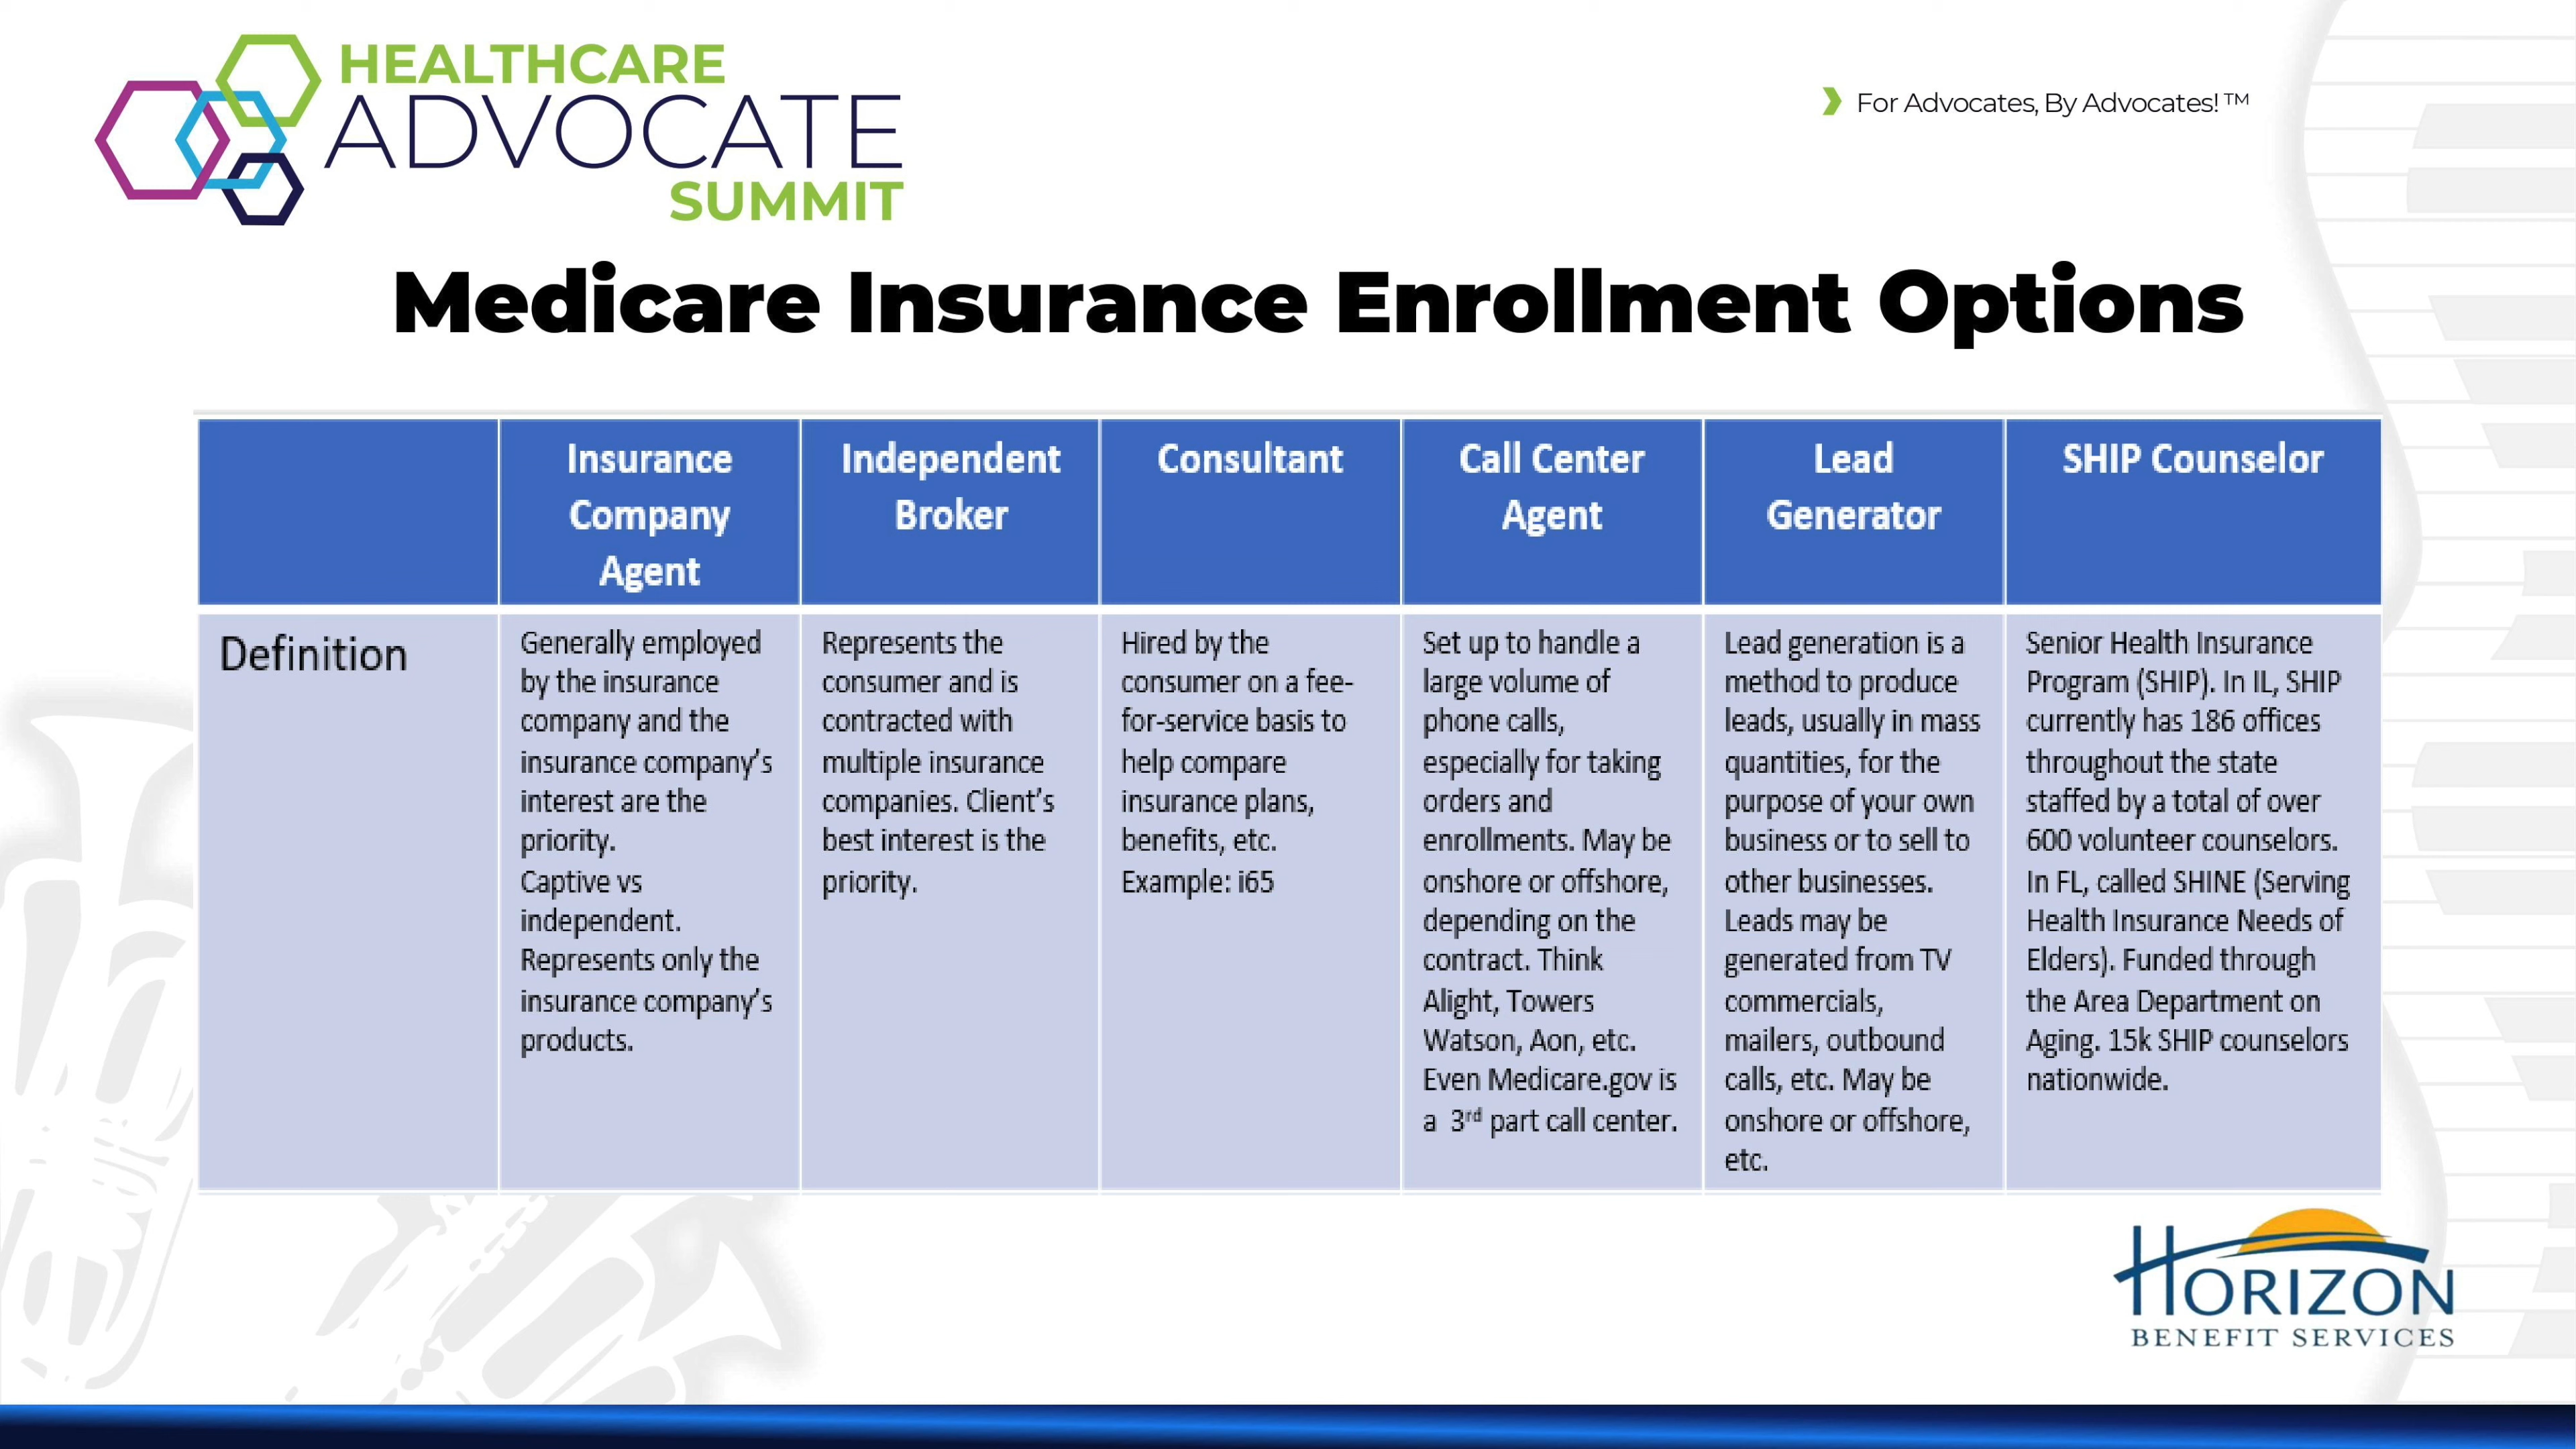 HEALTHCARE
ADVOCATE
SUMMIT
For Advocates, By Advocates!™
Medicare Insurance Enrollment Options
Insurance
Company
Agent
Independent
Broker
Consultant
Call Center
Agent
Lead
Generator
SHIP Counselor
Definition
Generally employed
by the insurance
company and the
insurance company's
interest are the
priority.
Captive vs
independent.
Represents only the
insurance company's
products.
Represents the
consumer and is
contracted with
multiple insurance
companies. Client's
best interest is the
priority.
Hired by the
consumer on a fee-
for-service basis to
help compare
insurance plans,
benefits, etc.
Example: i65
Set up to handle a
large volume of
phone calls,
especially for taking
orders and
enrollments. May be
onshore or offshore,
depending on the
contract. Think
Alight, Towers
Watson, Aon, etc.
Even Medicare.gov is
a 3rd part call center.
Lead generation is a
method to produce
leads, usually in mass
quantities, for the
purpose of your own
business or to sell to
other businesses.
Leads may be
generated from TV
commercials,
mailers, outbound
calls, etc. May be
onshore or offshore,
etc.
Senior Health Insurance
Program (SHIP). In IL, SHIP
currently has 186 offices
throughout the state
staffed by a total of over
600 volunteer counselors.
In FL, called SHINE (Serving
Health Insurance Needs of
Elders). Funded through
the Area Department on
Aging. 15k SHIP counselors
nationwide.
HORIZON
BENEFIT SERVICES